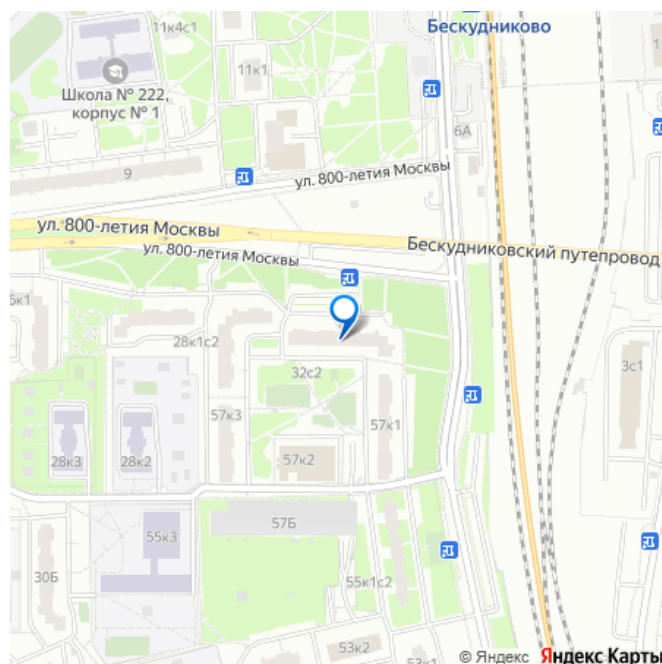 11к4с1
Бескудниково
11к1
Школа № 222,
корпус № 1
6А
9
ул. 800-летия Москвы
ул. 800-летия Москвы
Бескудниковский путепровод
ул. 800-летия Москвы
28к1с2
32с2
3с1
57к3
57к1
28к3
28к2
57к2
57Б
55к3
30Б
55к1с2
53к2
53к1
© Яндекс Яндекс Карты